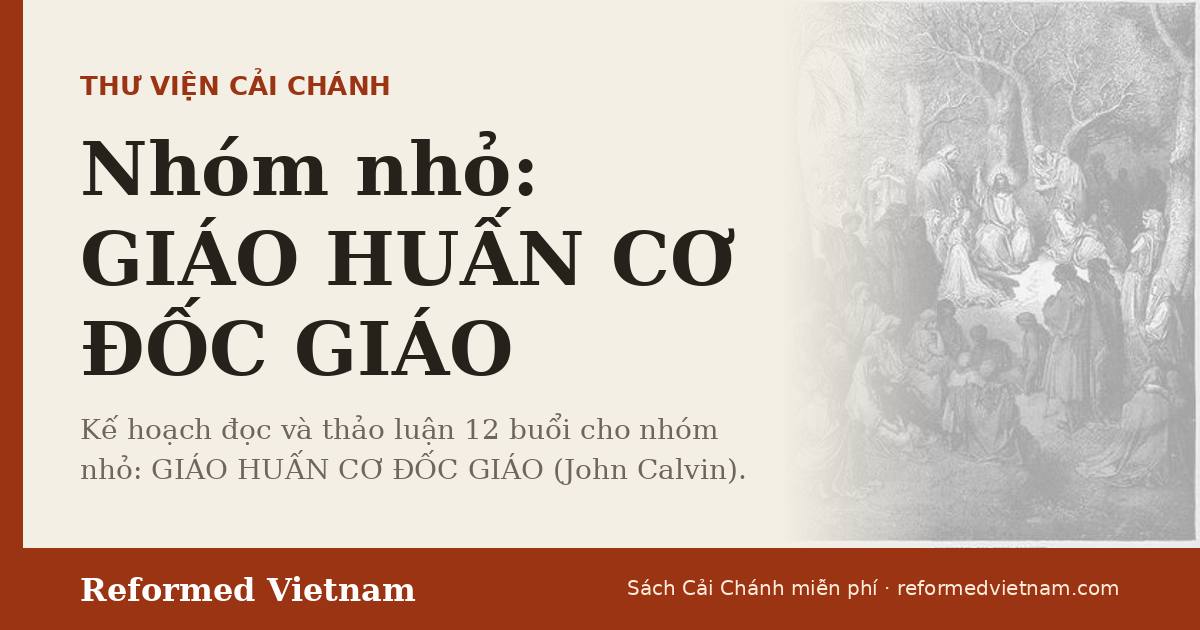 THƯ VIỆN CẢI CHÁNH
Nhóm nhỏ:
GIÁO HUẤN CƠ
ĐỐC GIÁO
Kế hoạch đọc và thảo luận 12 buổi cho nhóm
nhỏ: GIÁO HUẤN CƠ ĐỐC GIÁO (John Calvin).
Reformed Vietnam
Sách Cải Chánh miễn phí · reformedvietnam.com